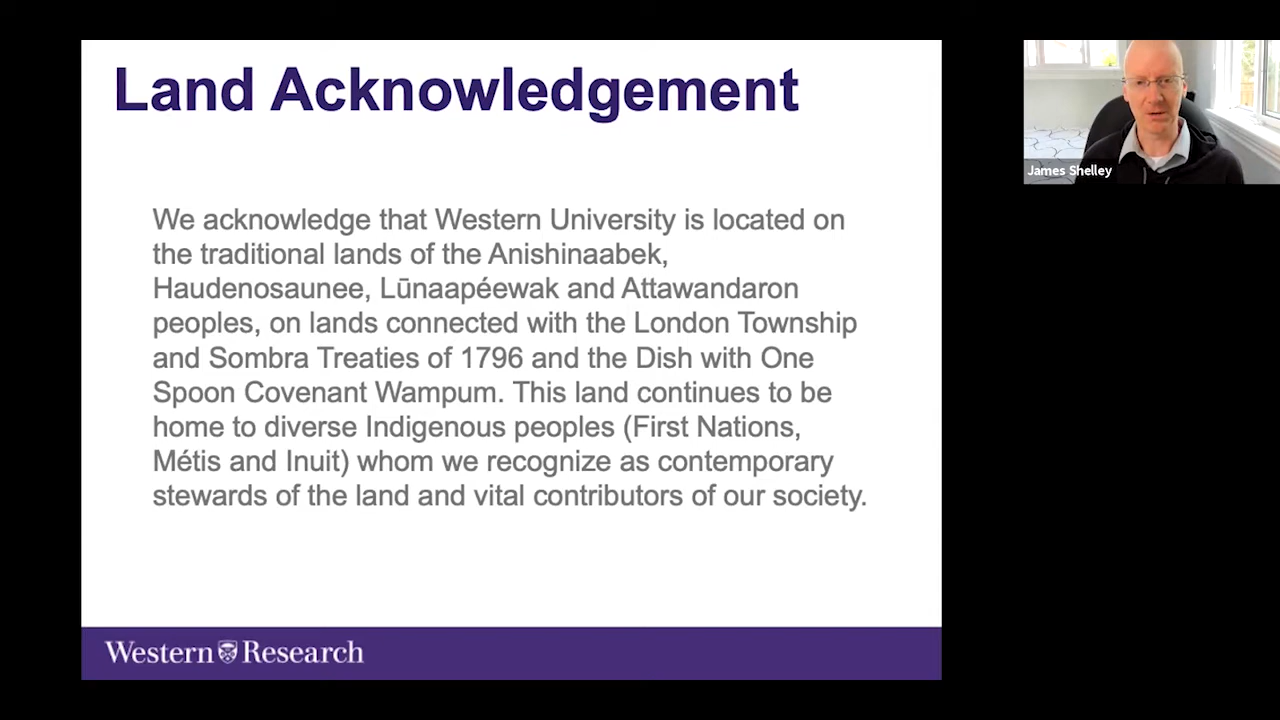 Land Acknowledgement
We acknowledge that Western University is located on
the traditional lands of the Anishinaabek,
Haudenosaunee, Lūnaapéewak and Attawandaron
peoples, on lands connected with the London Township
and Sombra Treaties of 1796 and the Dish with One
Spoon Covenant Wampum. This land continues to be
home to diverse Indigenous peoples (First Nations,
Métis and Inuit) whom we recognize as contemporary
stewards of the land and vital contributors of our society.
Western Research
James Shelley